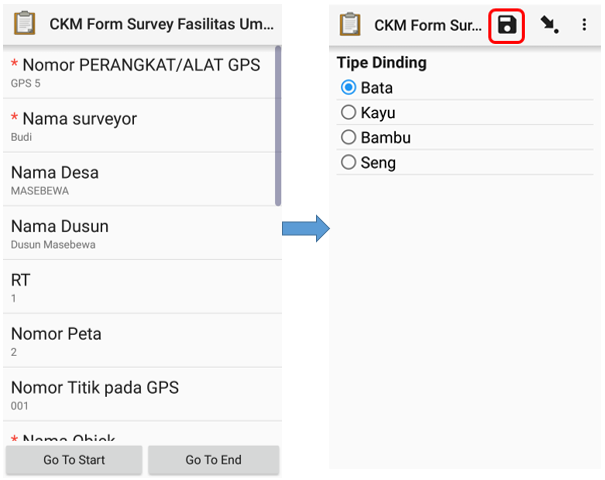 CKM Form Survey Fasilitas Um...
* Nomor PERANGKAT/ALAT GPS
GPS 5
* Nama surveyor
Budi
Nama Desa
MASEBEWA
Nama Dusun
Dusun Masebewa
RT
1
Nomor Peta
2
Nomor Titik pada GPS
001
* Nama Objek
Go To Start
Go To End
CKM Form Sur...
Tipe Dinding
Bata
Kayu
Bambu
Seng